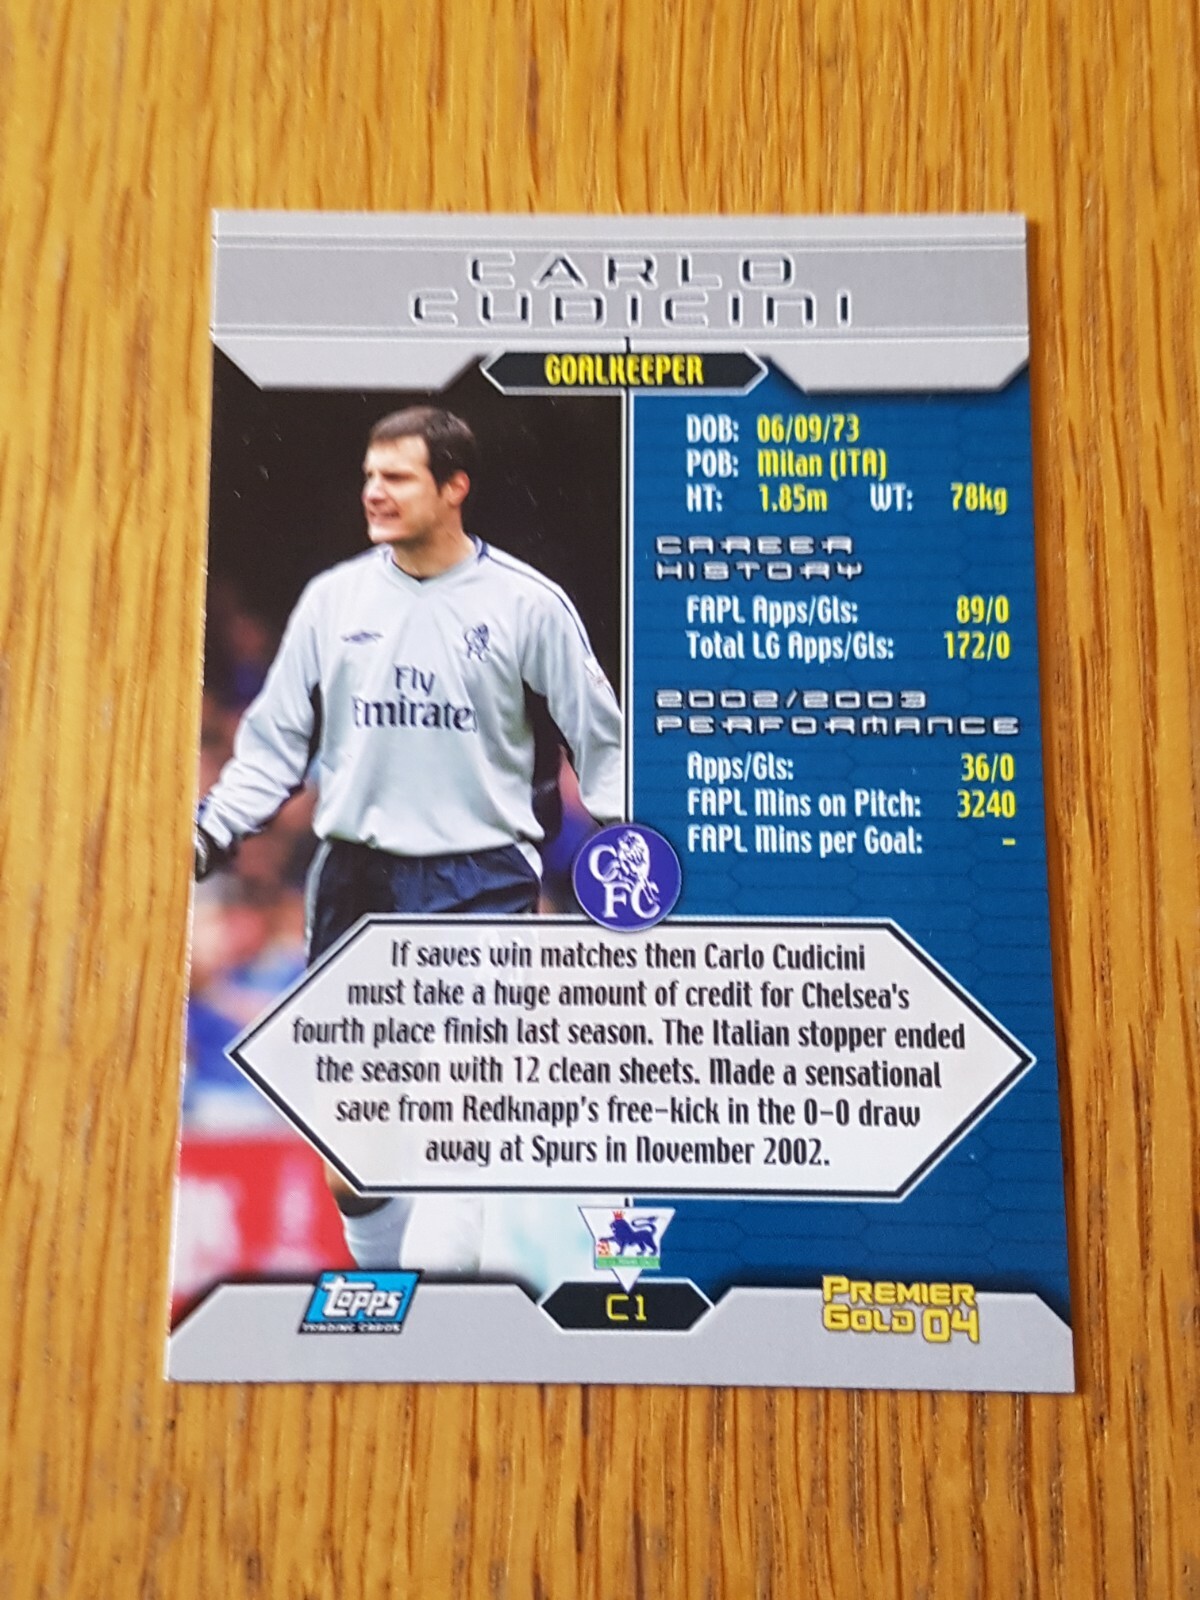 CARLO
CUDICINI
GOALKEEPER
DOB: 06/09/73
POB: Milan (ITA)
HT: 1.85m WT: 78kg
CAREER
HISTORY
FAPL Apps/Gls: 89/0
Total LG Apps/Gls: 172/0
2002/2003
PERFORMANCE
Apps/Gls: 36/0
FAPL Mins on Pitch: 3240
FAPL Mins per Goal: -
Fly
Emirates
CFC
CFC
If saves win matches then Carlo Cudicini
must take a huge amount of credit for Chelsea's
fourth place finish last season. The Italian stopper ended
the season with 12 clean sheets. Made a sensational
save from Redknapp's free-kick in the 0-0 draw
away at Spurs in November 2002.
Topps
TRADING CARDS
C1
PREMIER
GOLD 04